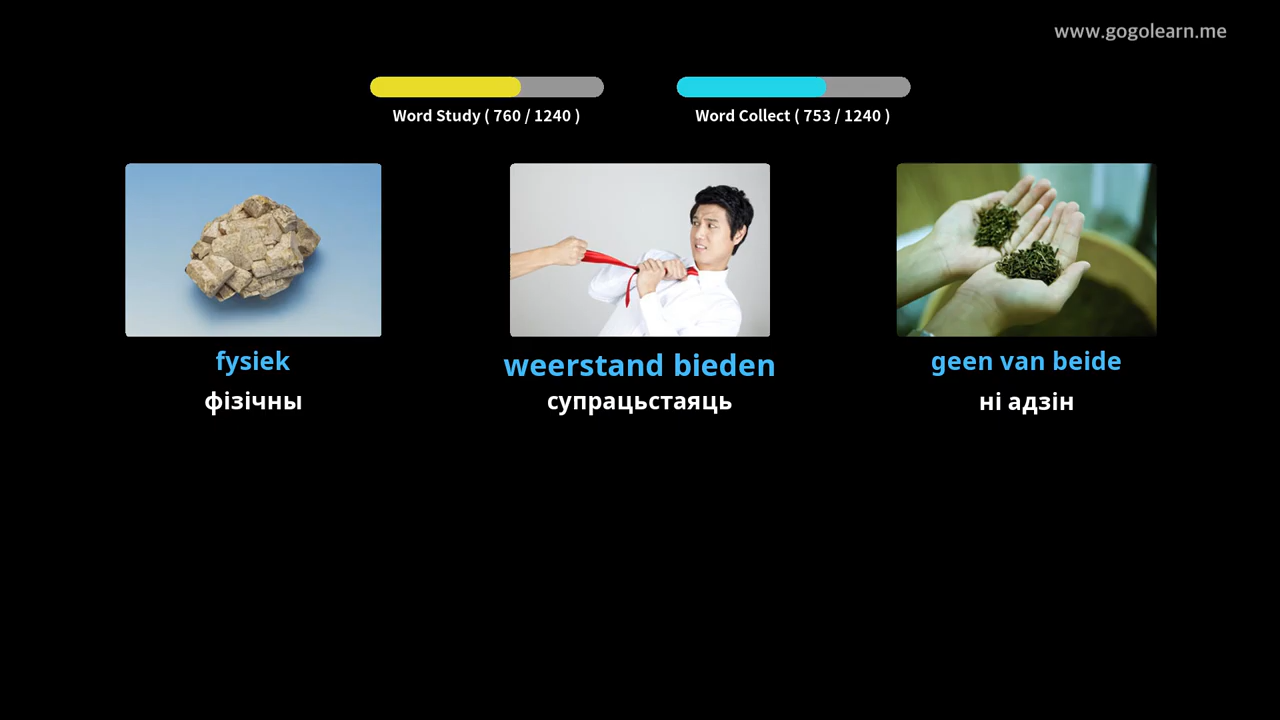 www.gogolearn.me
Word Study ( 760 / 1240 )
Word Collect ( 753 / 1240 )
fysiek
weerstand bieden
geen van beide
фізічны
супрацьстаяць
ні адзін